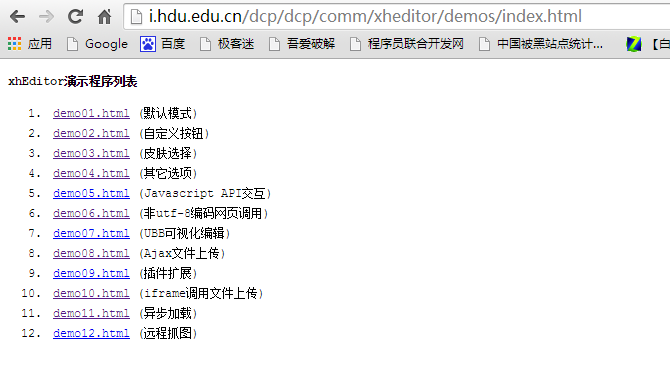 i.hdu.edu.cn/dcp/dcp/comm/xheditor/demos/index.html
应用 Google 百度 极客迷 吾爱破解 程序员联合开发网 中国被黑站点统计... 【白
xhEditor演示程序列表
1. demo01.html (默认模式)
2. demo02.html (自定义按钮)
3. demo03.html (皮肤选择)
4. demo04.html (其它选项)
5. demo05.html (Javascript API交互)
6. demo06.html (非utf-8编码网页调用)
7. demo07.html (UBB可视化编辑)
8. demo08.html (Ajax文件上传)
9. demo09.html (插件扩展)
10. demo10.html (iframe调用文件上传)
11. demo11.html (异步加载)
12. demo12.html (远程抓图)